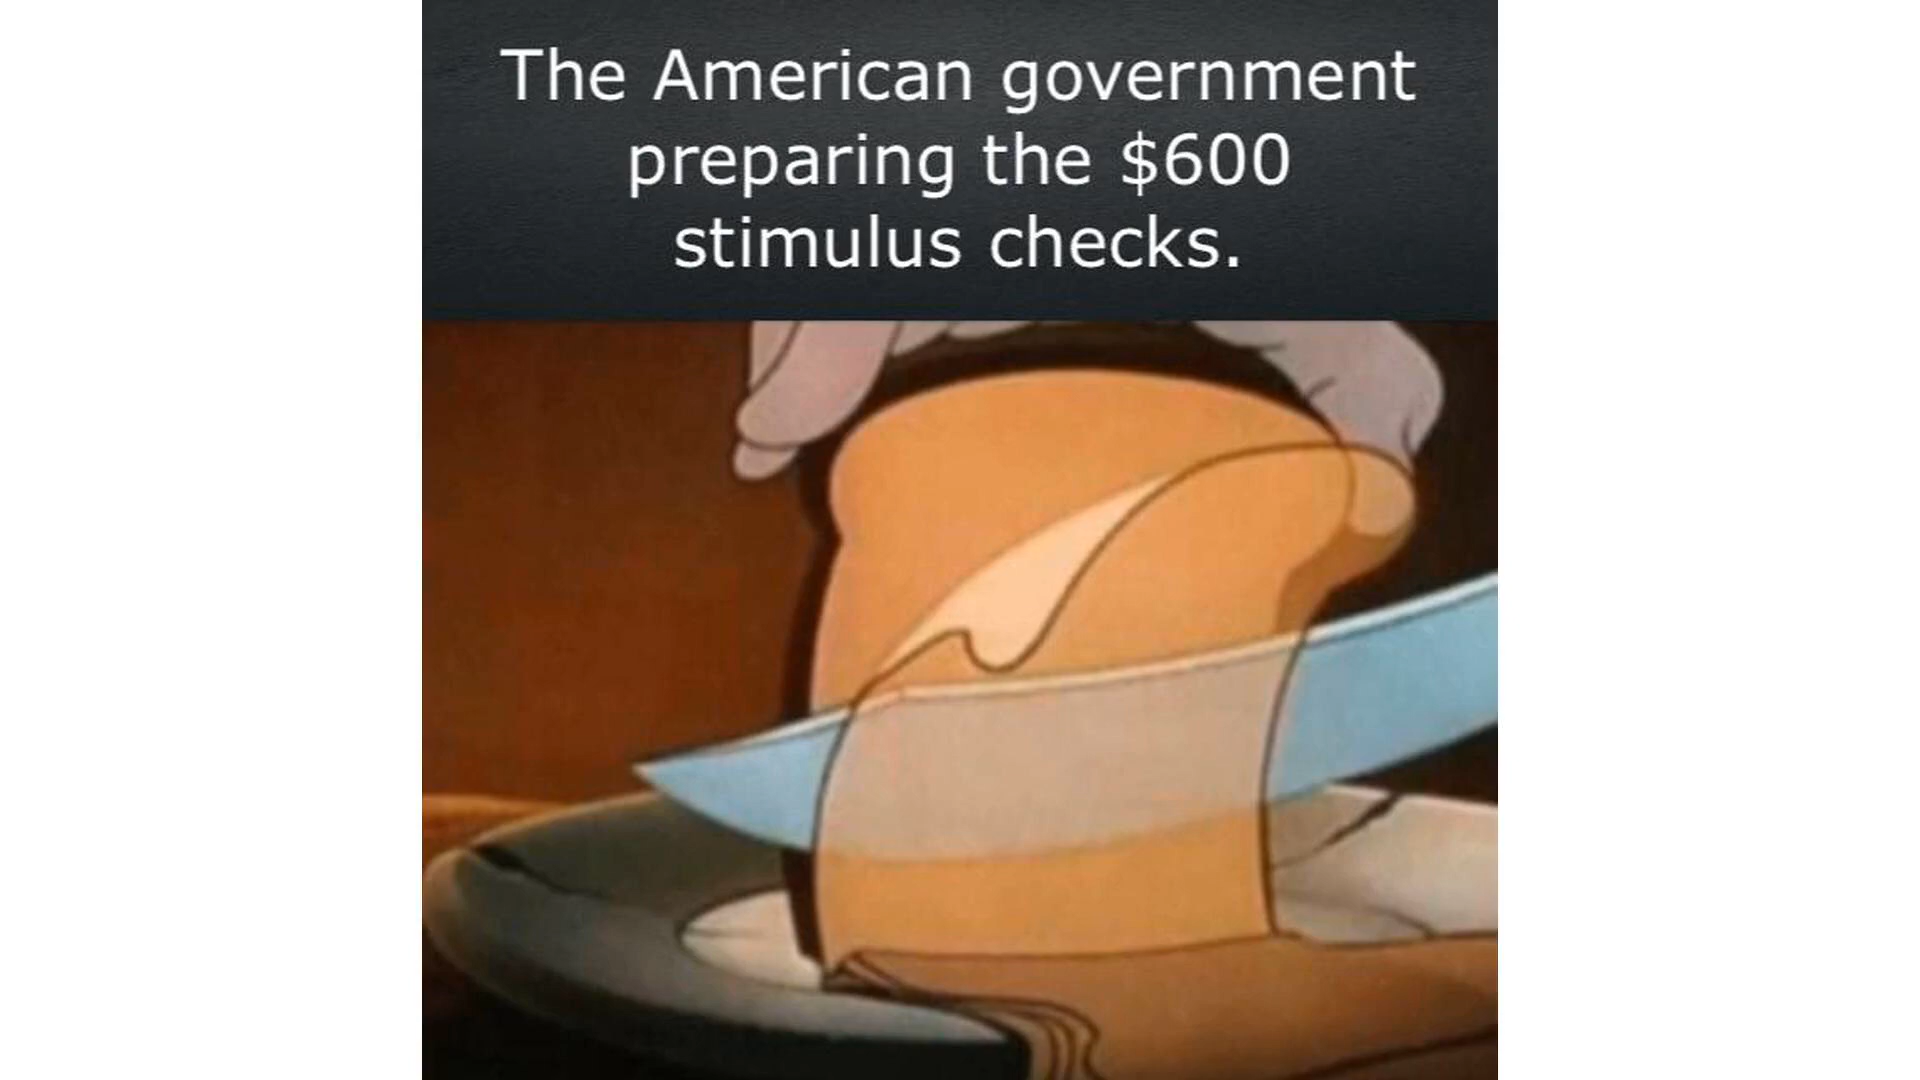 The American government
preparing the $600
stimulus checks.